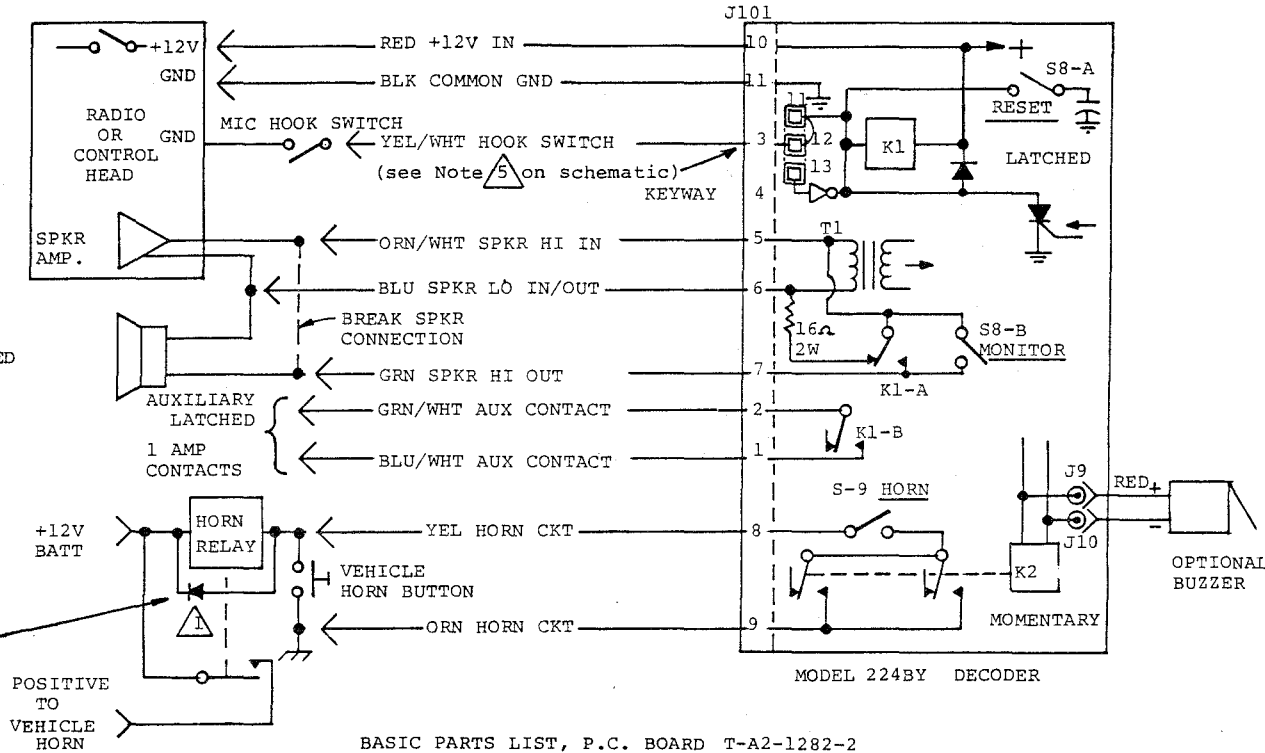 J101
+12V
RED +12V IN
10
+
GND
BLK COMMON GND
11
S8-A
RESET
RADIO
OR
CONTROL
HEAD
GND
MIC HOOK SWITCH
YEL/WHT HOOK SWITCH
3
11
12
13
K1
LATCHED
(see Note 5 on schematic)
KEYWAY
4
SPKR
AMP.
ORN/WHT SPKR HI IN
5
T1
BLU SPKR LO IN/OUT
6
BREAK SPKR
CONNECTION
16Ω
2W
S8-B
MONITOR
ED
GRN SPKR HI OUT
7
K1-A
AUXILIARY
LATCHED
1 AMP
CONTACTS
GRN/WHT AUX CONTACT
2
K1-B
BLU/WHT AUX CONTACT
1
J9
RED
+
-
J10
S-9 HORN
+12V
BATT
HORN
RELAY
YEL HORN CKT
8
K2
OPTIONAL
BUZZER
VEHICLE
HORN BUTTON
1
ORN HORN CKT
9
MOMENTARY
MODEL 224BY DECODER
POSITIVE
TO
VEHICLE
HORN
BASIC PARTS LIST, P.C. BOARD T-A2-1282-2